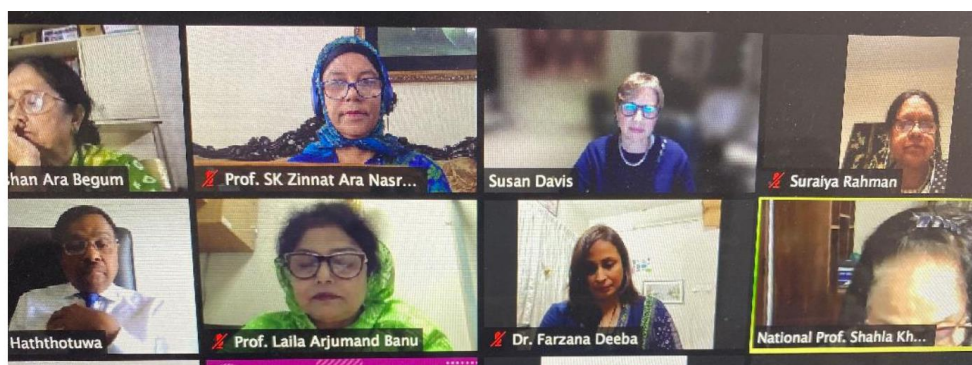 shan Ara Begum
Prof. SK Zinnat Ara Nasr...
Susan Davis
Suraiya Rahman
Haththotuwa
Prof. Laila Arjumand Banu
Dr. Farzana Deeba
National Prof. Shahla Kh...